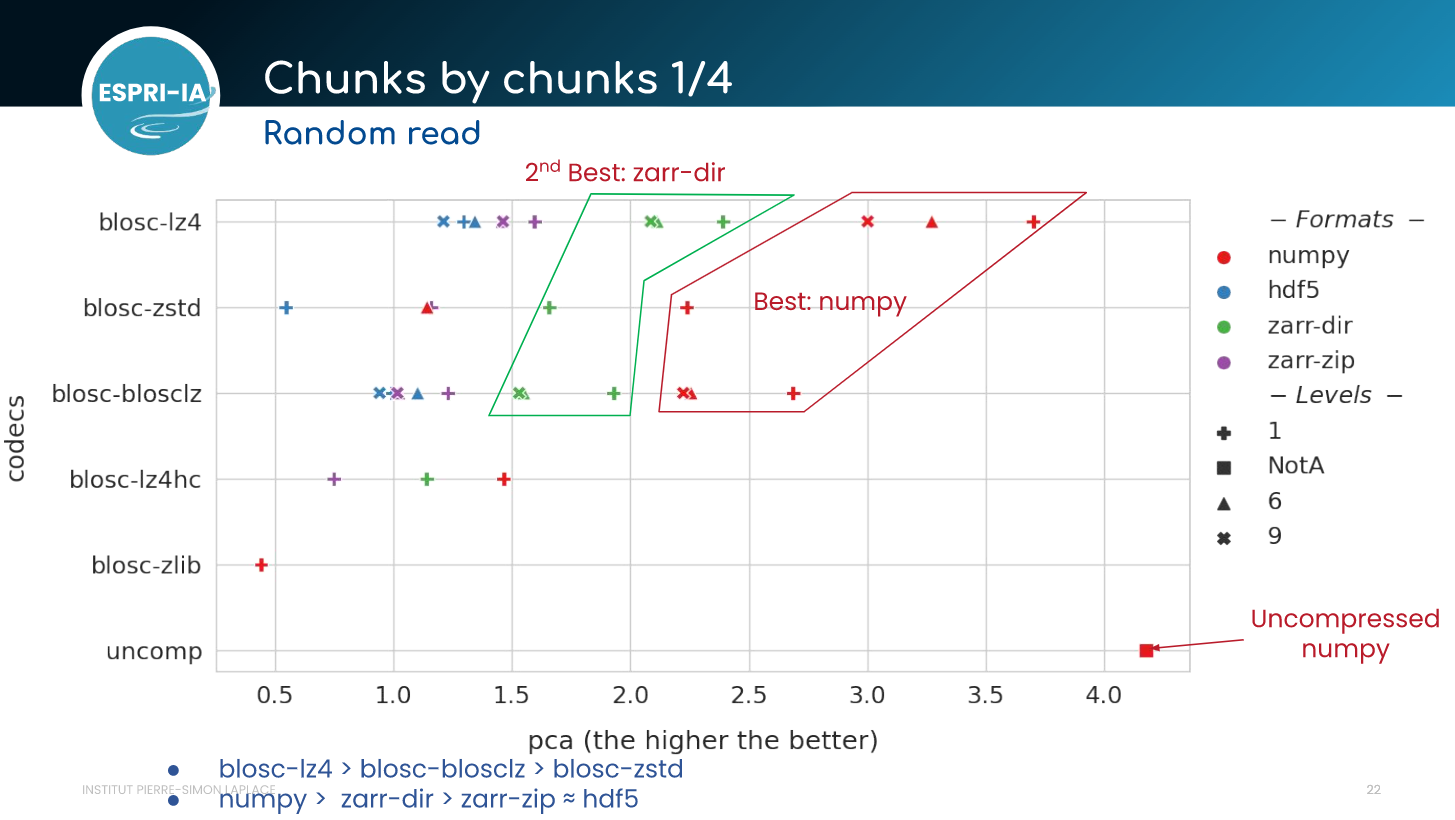 ESPRI-IA
Chunks by chunks 1/4
Random read
2nd Best: zarr-dir
Best: numpy
blosc-lz4
blosc-zstd
blosc-blosclz
blosc-lz4hc
blosc-zlib
uncomp
codecs
0.5 1.0 1.5 2.0 2.5 3.0 3.5 4.0
pca (the higher the better)
− Formats −
numpy
hdf5
zarr-dir
zarr-zip
− Levels −
1
NotA
6
9
Uncompressed
numpy
● blosc-lz4 > blosc-blosclz > blosc-zstd
● numpy > zarr-dir > zarr-zip ≈ hdf5
INSTITUT PIERRE-SIMON LAPLACE
22